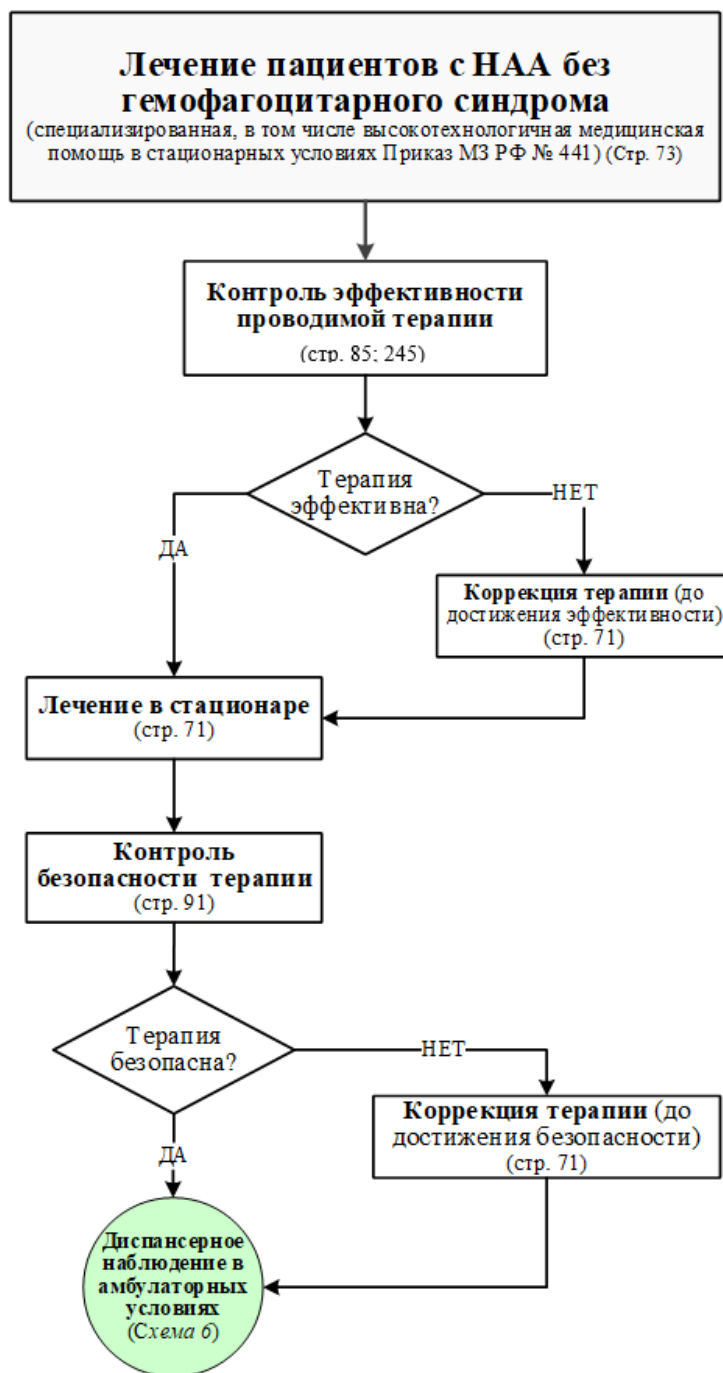 Лечение пациентов с НАА без
гемофагоцитарного синдрома
(специализированная, в том числе высокотехнологичная медицинская
помощь в стационарных условиях Приказ МЗ РФ № 441) (Стр. 73)
Контроль эффективности
проводимой терапии
(стр. 85; 245)
Терапия
эффективна?
НЕТ
ДА
Коррекция терапии (до
достижения эффективности)
(стр. 71)
Лечение в стационаре
(стр. 71)
Контроль
безопасности терапии
(стр. 91)
Терапия
безопасна?
НЕТ
ДА
Коррекция терапии (до
достижения безопасности)
(стр. 71)
Диспансерное
наблюдение в
амбулаторных
условиях
(Схема 6)